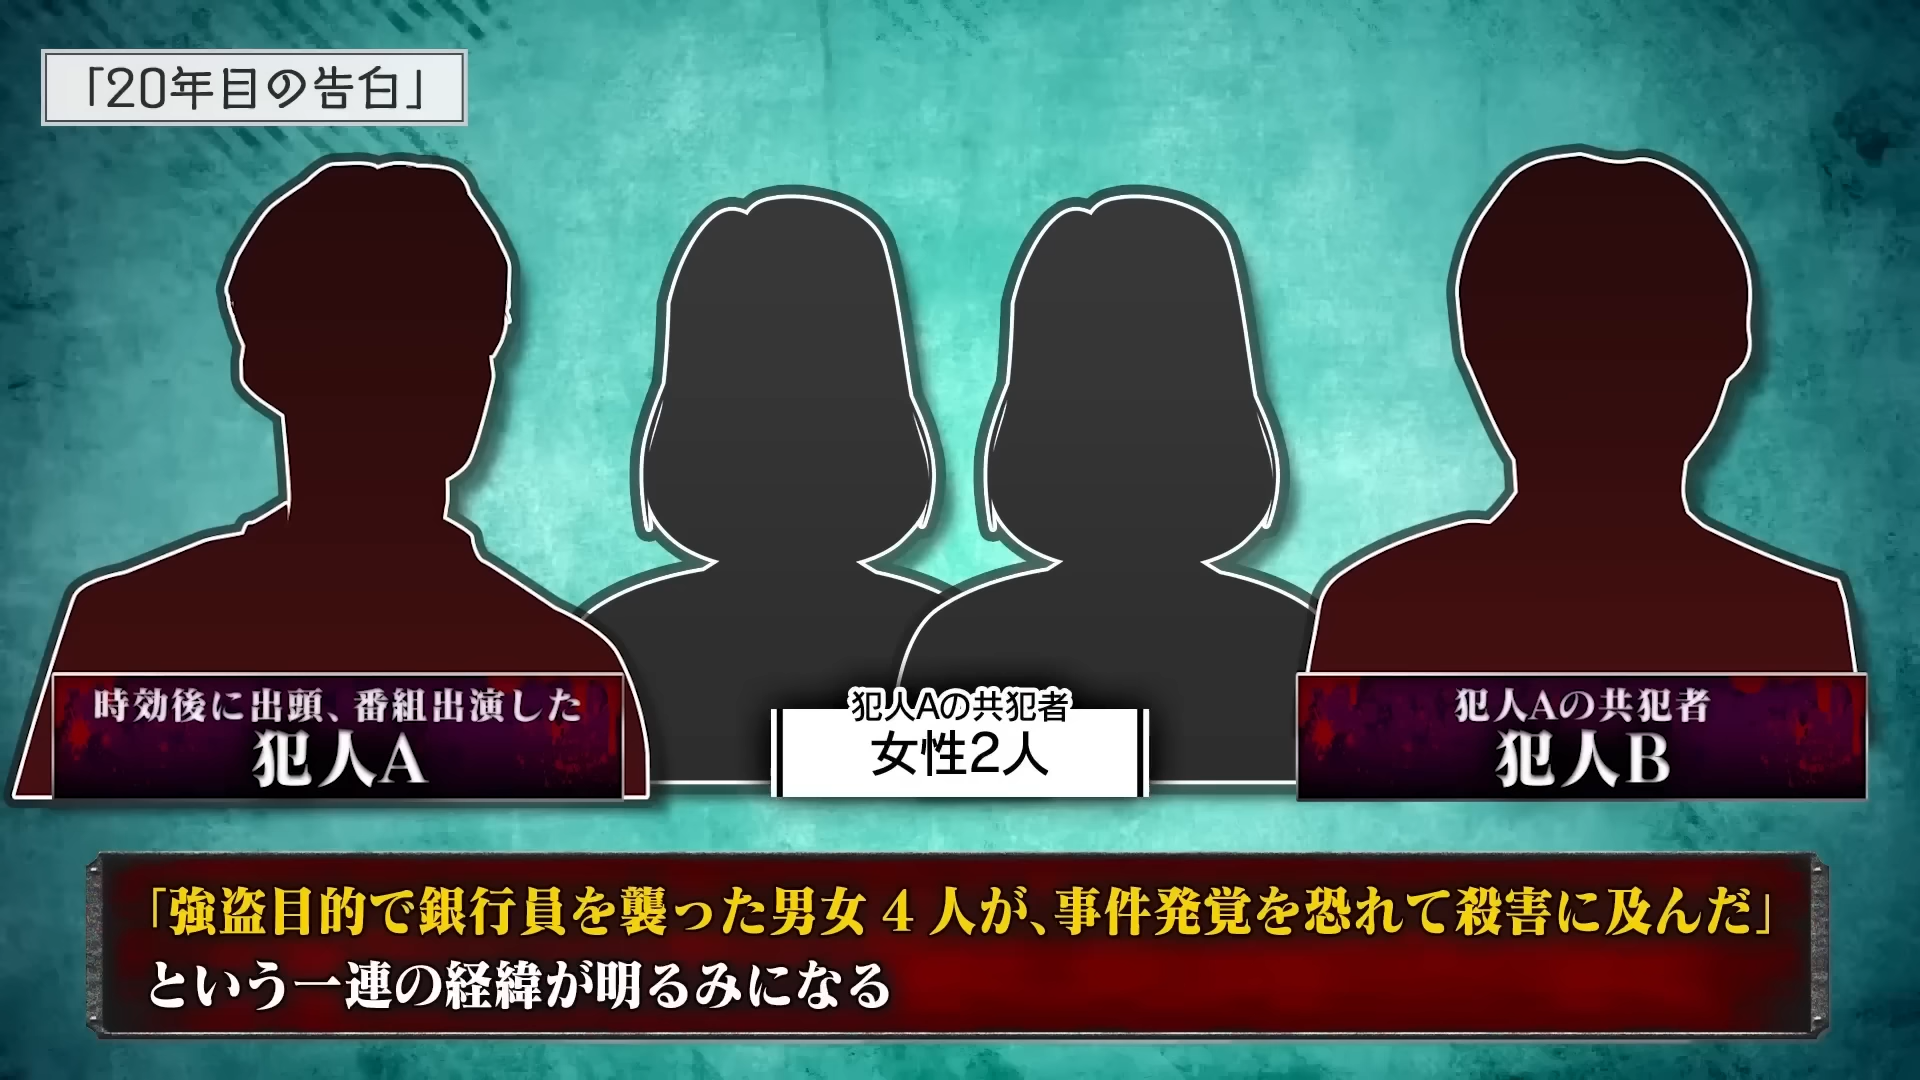 「20年目の告白」
時効後に出頭、番組出演した
犯人A
犯人Aの共犯者
女性2人
犯人Aの共犯者
犯人B
「強盗目的で銀行員を襲った男女4人が、事件発覚を恐れて殺害に及んだ」
という一連の経緯が明るみになる